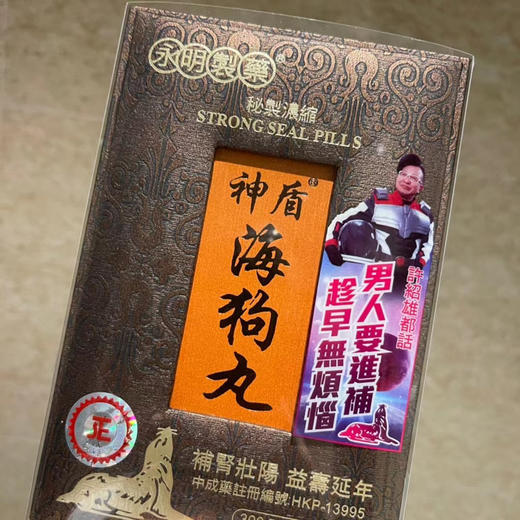 永明製藥
秘製濃縮
STRONG SEAL PILLS
神盾
海狗丸
許紹雄都話
男人要進補
趁早無煩惱
正
補腎壯陽 益壽延年
中成藥註冊編號:HKP-13995